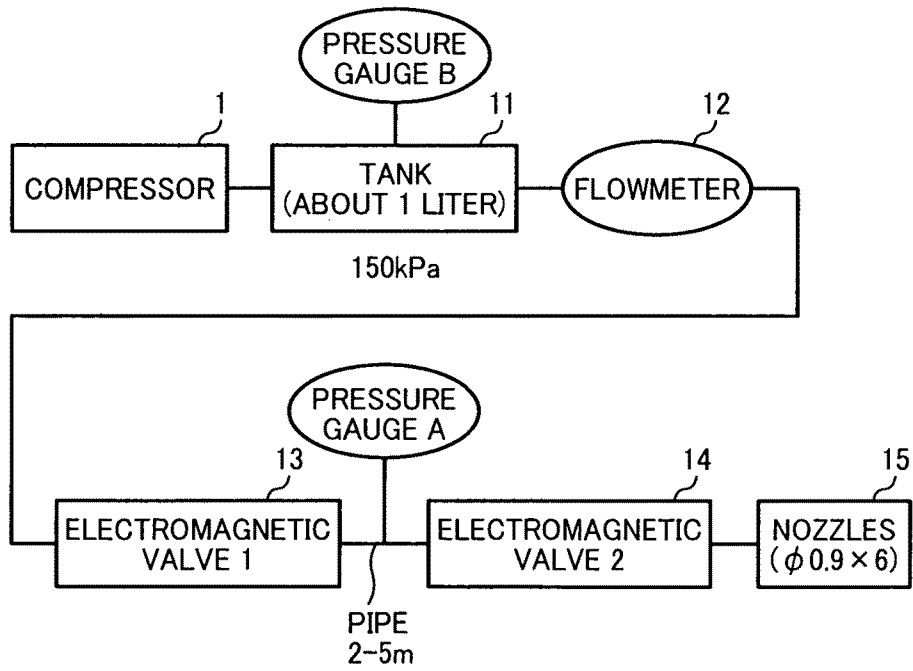 PRESSURE
GAUGE B
1
11
12
COMPRESSOR
TANK
(ABOUT 1 LITER)
FLOWMETER
150kPa
PRESSURE
GAUGE A
13
14
15
ELECTROMAGNETIC
VALVE 1
ELECTROMAGNETIC
VALVE 2
NOZZLES
(ϕ0.9×6)
PIPE
2-5m